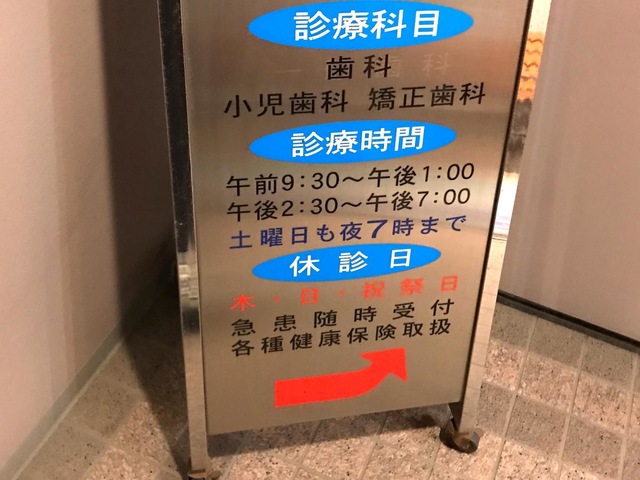 診療科目
歯科
小児歯科 矯正歯科
診療時間
午前9:30〜午後1:00
午後2:30〜午後7:00
土曜日も夜7時まで
休診日
木・日・祝祭日
急患随時受付
各種健康保険取扱